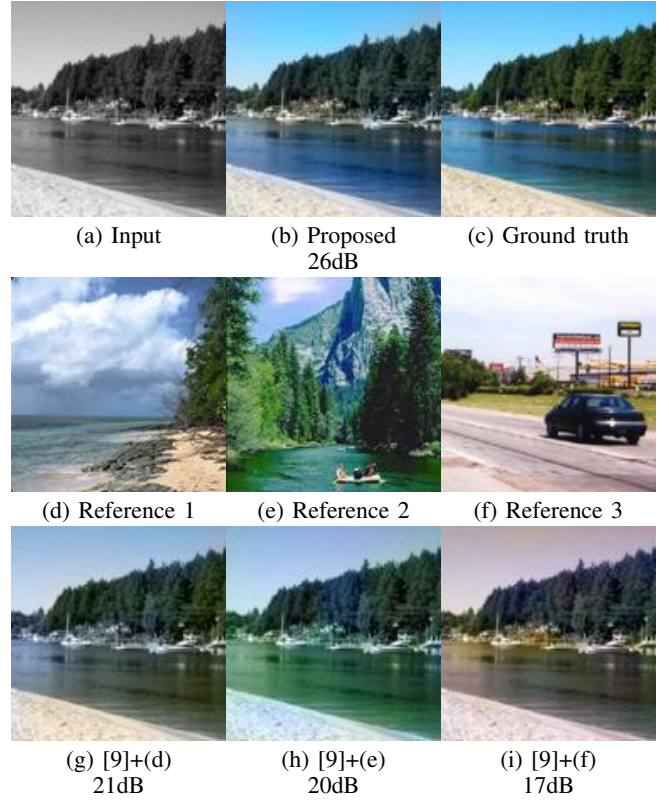 (a) Input
(b) Proposed
26dB
(c) Ground truth
(d) Reference 1
(e) Reference 2
(f) Reference 3
(g) [9]+(d)
21dB
(h) [9]+(e)
20dB
(i) [9]+(f)
17dB